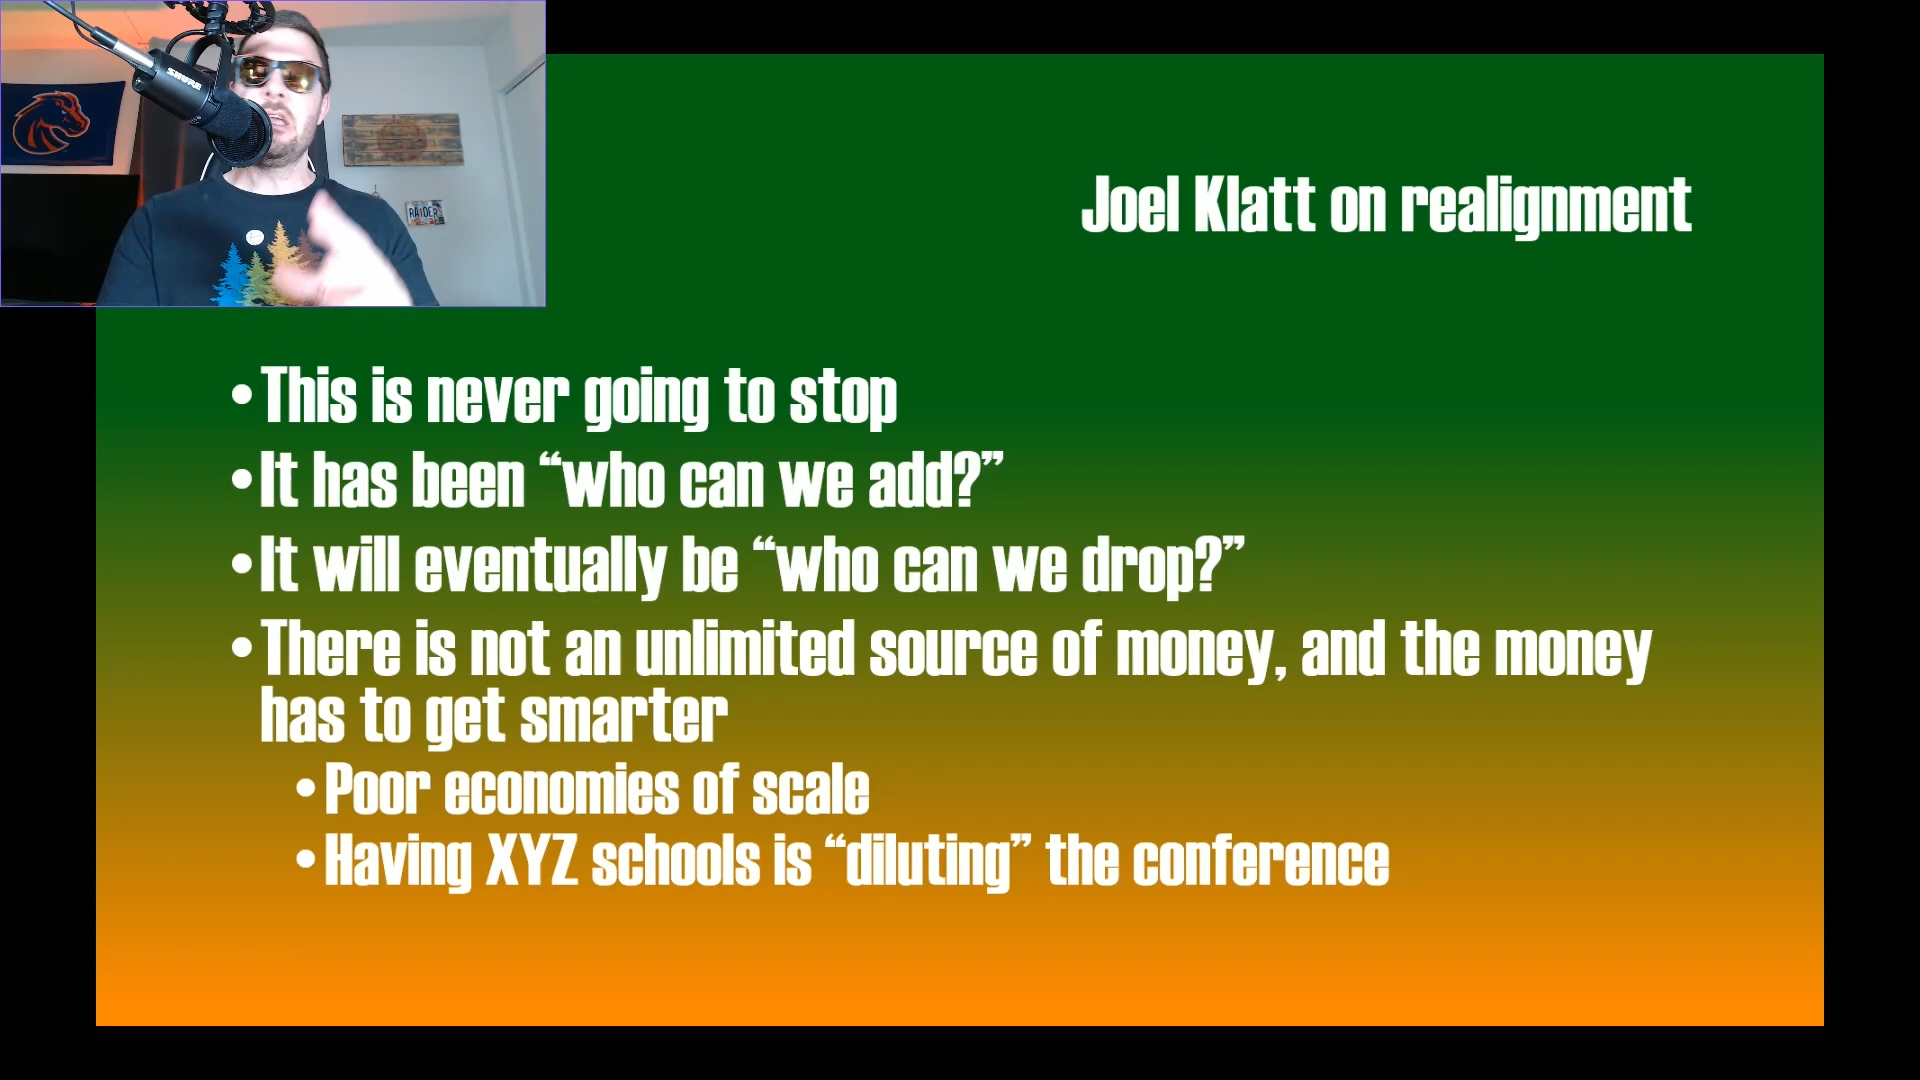 SHURE
RAIDER
Joel Klatt on realignment
•This is never going to stop
•It has been “who can we add?”
•It will eventually be “who can we drop?”
•There is not an unlimited source of money, and the money
has to get smarter
•Poor economies of scale
•Having XYZ schools is “diluting” the conference